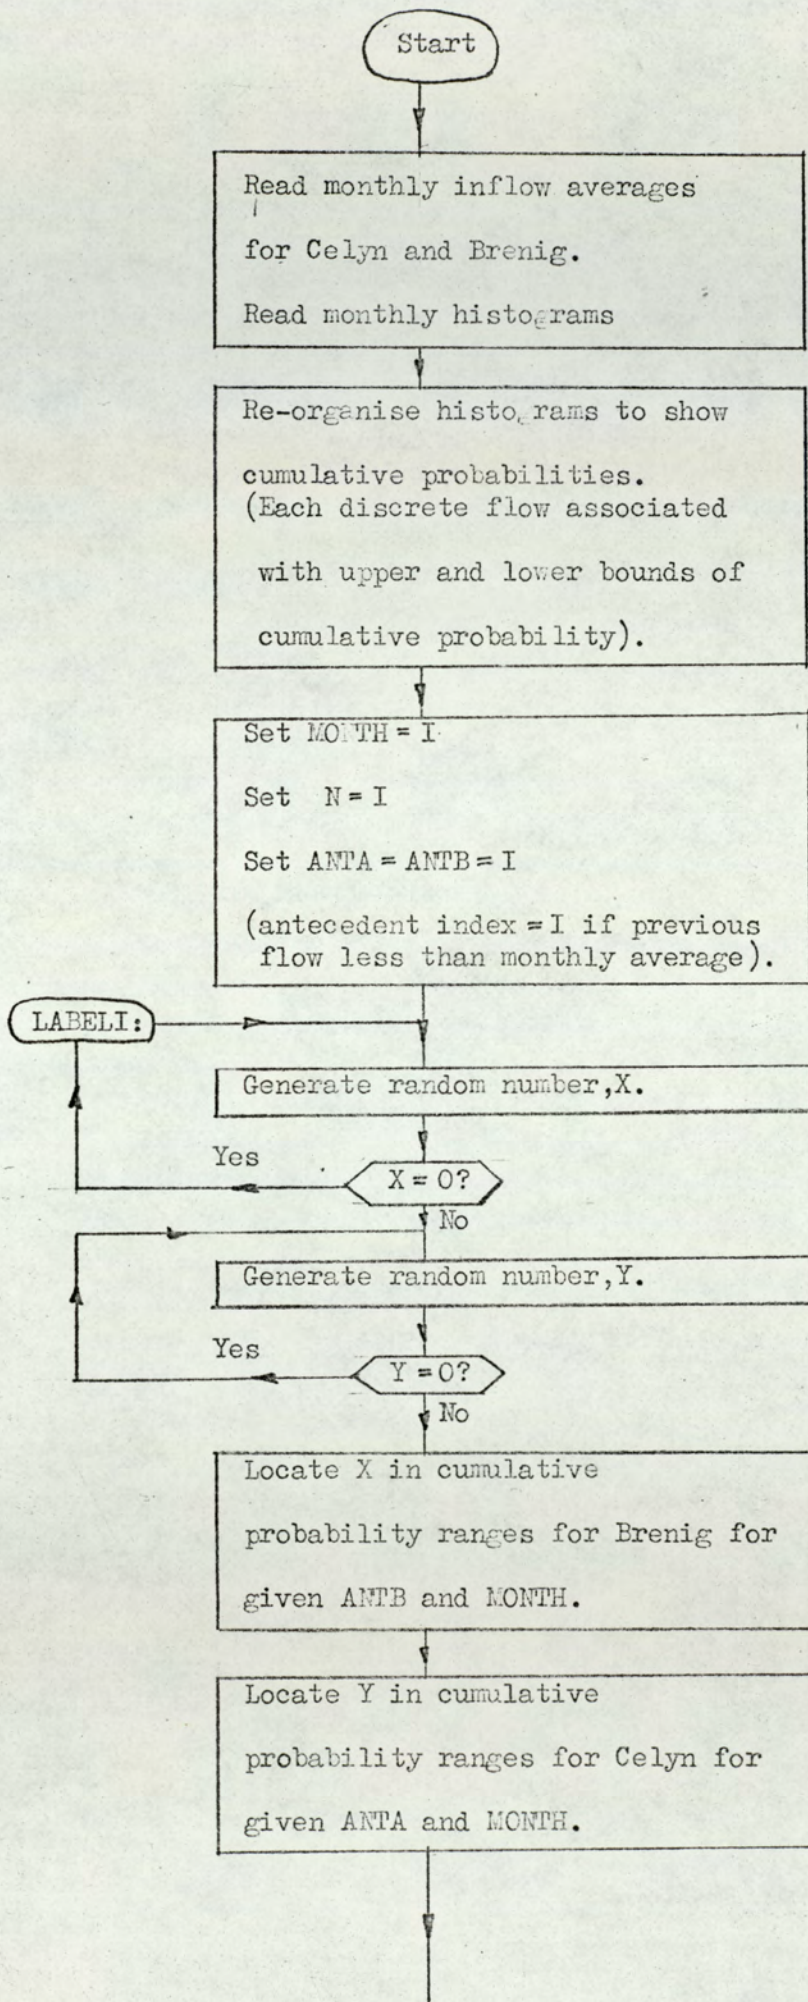 Start
Read monthly inflow averages
for Celyn and Brenig.
Read monthly histograms
Re-organise histograms to show
cumulative probabilities.
(Each discrete flow associated
with upper and lower bounds of
cumulative probability).
Set MONTH = I
Set N = I
Set ANTA = ANTB = I
(antecedent index = I if previous
flow less than monthly average).
LABELI:
Generate random number,X.
Yes
X = O?
No
Generate random number,Y.
Yes
Y = O?
No
Locate X in cumulative
probability ranges for Brenig for
given ANTB and MONTH.
Locate Y in cumulative
probability ranges for Celyn for
given ANTA and MONTH.